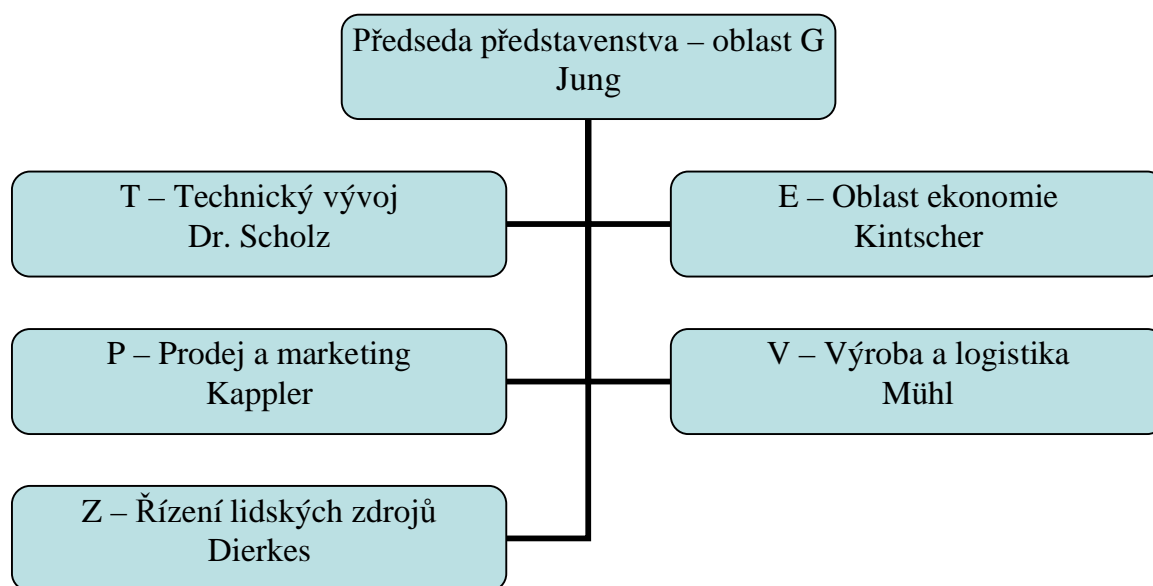 Předseda představenstva – oblast G
Jung
T – Technický vývoj
Dr. Scholz
E – Oblast ekonomie
Kintscher
P – Prodej a marketing
Kappler
V – Výroba a logistika
Mühl
Z – Řízení lidských zdrojů
Dierkes